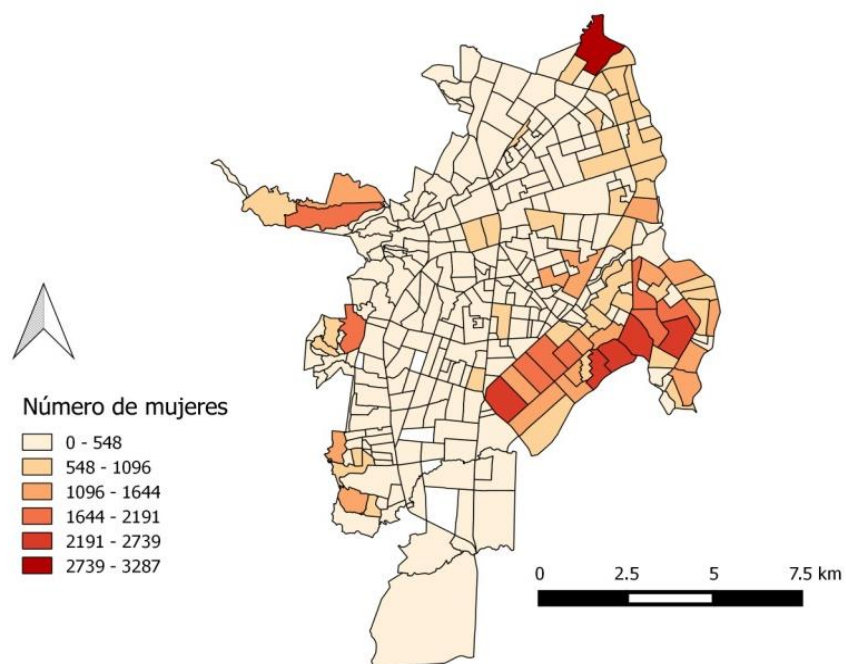 Número de mujeres
0 - 548
548 - 1096
1096 - 1644
1644 - 2191
2191 - 2739
2739 - 3287
0 2.5 5 7.5 km